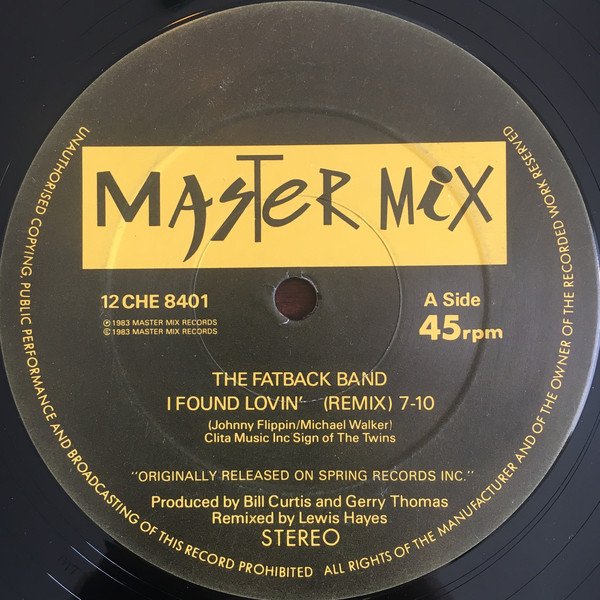 MASTER MiX
12 CHE 8401
A Side
℗ 1983 MASTER MIX RECORDS
© 1983 MASTER MIX RECORDS
45rpm
THE FATBACK BAND
I FOUND LOVIN' (REMIX) 7-10
(Johnny Flippin/Michael Walker)
Clita Music Inc Sign of The Twins
"ORIGINALLY RELEASED ON SPRING RECORDS INC."
Produced by Bill Curtis and Gerry Thomas
Remixed by Lewis Hayes
STEREO
UNAUTHORISED COPYING, PUBLIC PERFORMANCE AND BROADCASTING OF THIS RECORD PROHIBITED ALL RIGHTS OF THE MANUFACTURER AND OF THE OWNER OF THE RECORDED WORK RESERVED